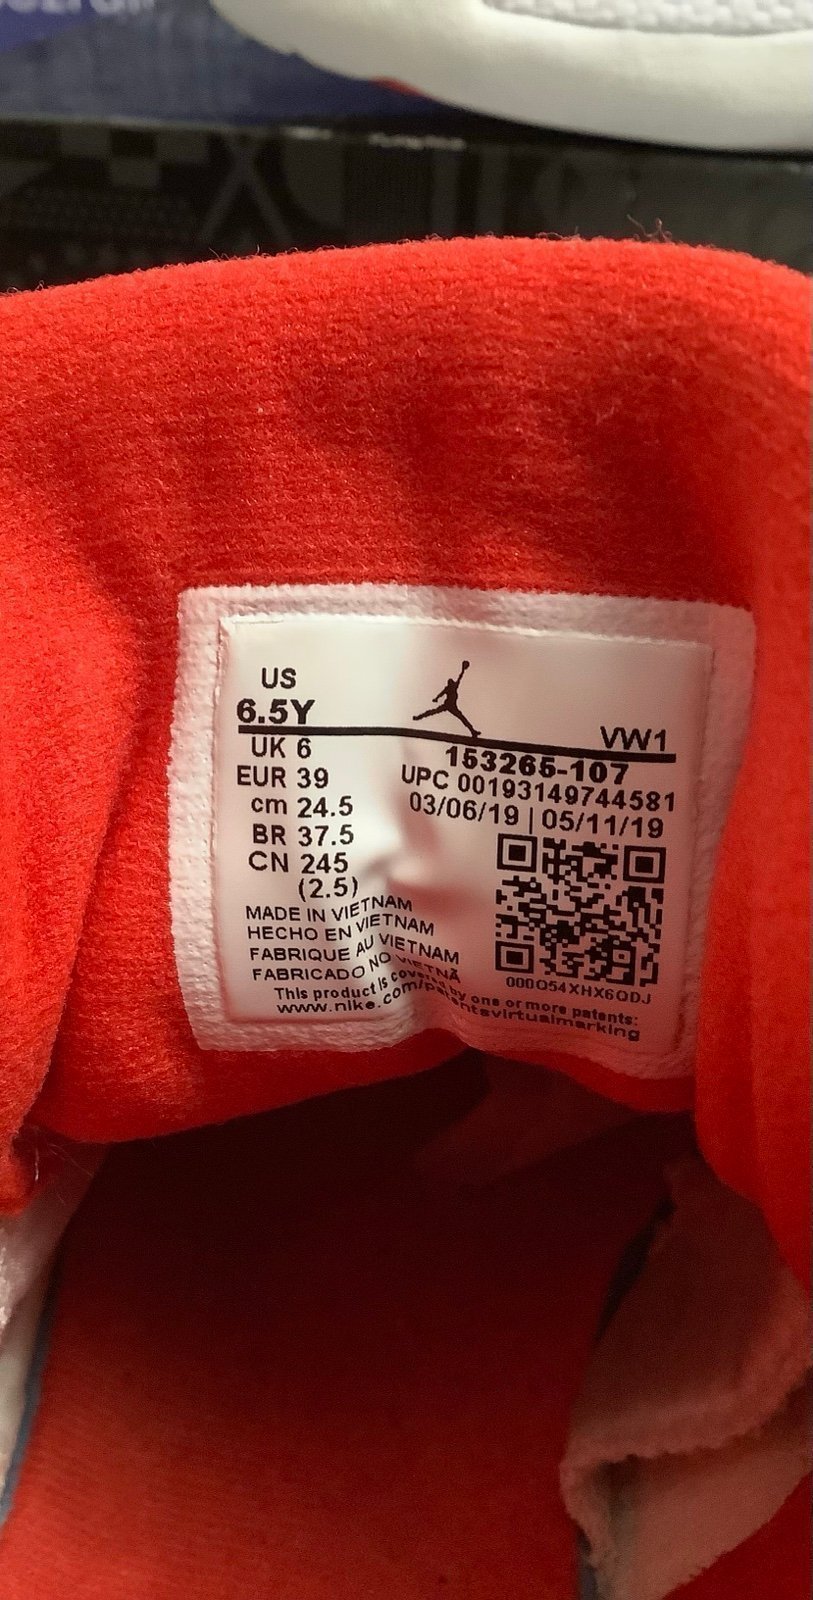 US
6.5Y
VW1
UK 6
153265-107
EUR 39
UPC 00193149744581
cm 24.5
03/06/19 | 05/11/19
BR 37.5
CN 245
(2.5)
MADE IN VIETNAM
HECHO EN VIETNAM
FABRIQUE AU VIETNAM
FABRICADO NO VIETNÃ
000Q54XHX6QDJ
This product is covered by one or more patents:
www.nike.com/patentsvirtualmarking